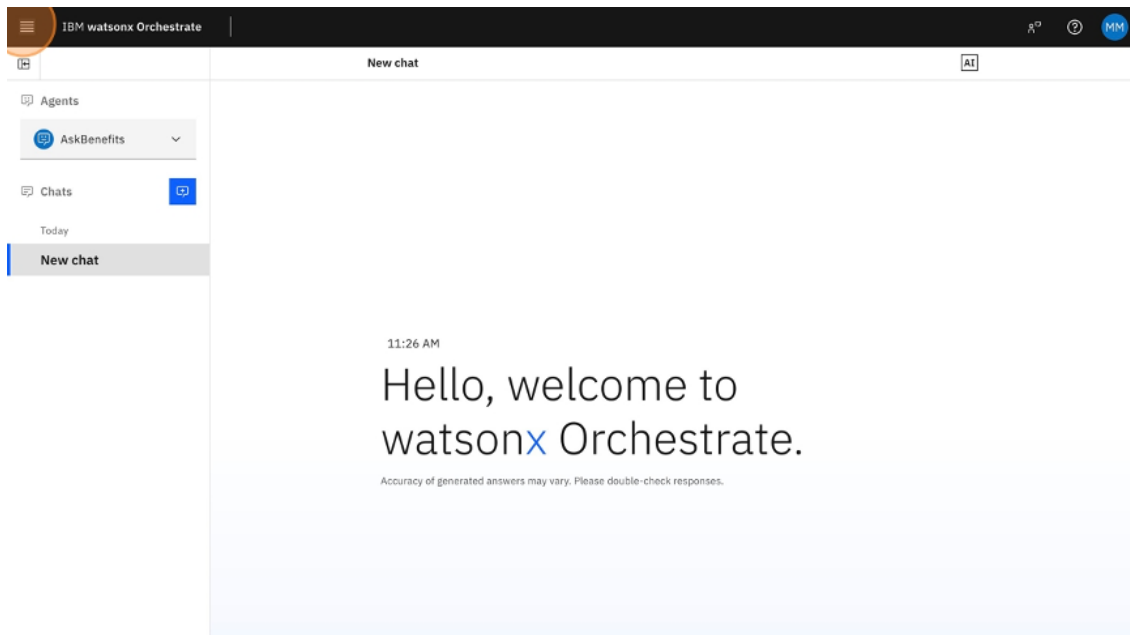 IBM watsonx Orchestrate
MM
New chat
AI
Agents
AskBenefits
Chats
Today
New chat
11:26 AM
Hello, welcome to
watsonx Orchestrate.
Accuracy of generated answers may vary. Please double-check responses.